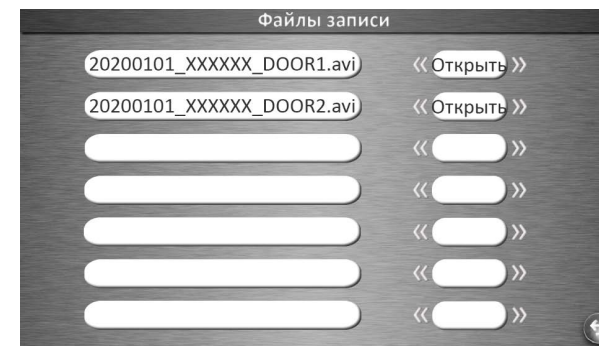 Файлы записи
20200101_XXXXXX_DOOR1.avi « Открыть »
20200101_XXXXXX_DOOR2.avi « Открыть »
« »
« »
« »
« »
« »